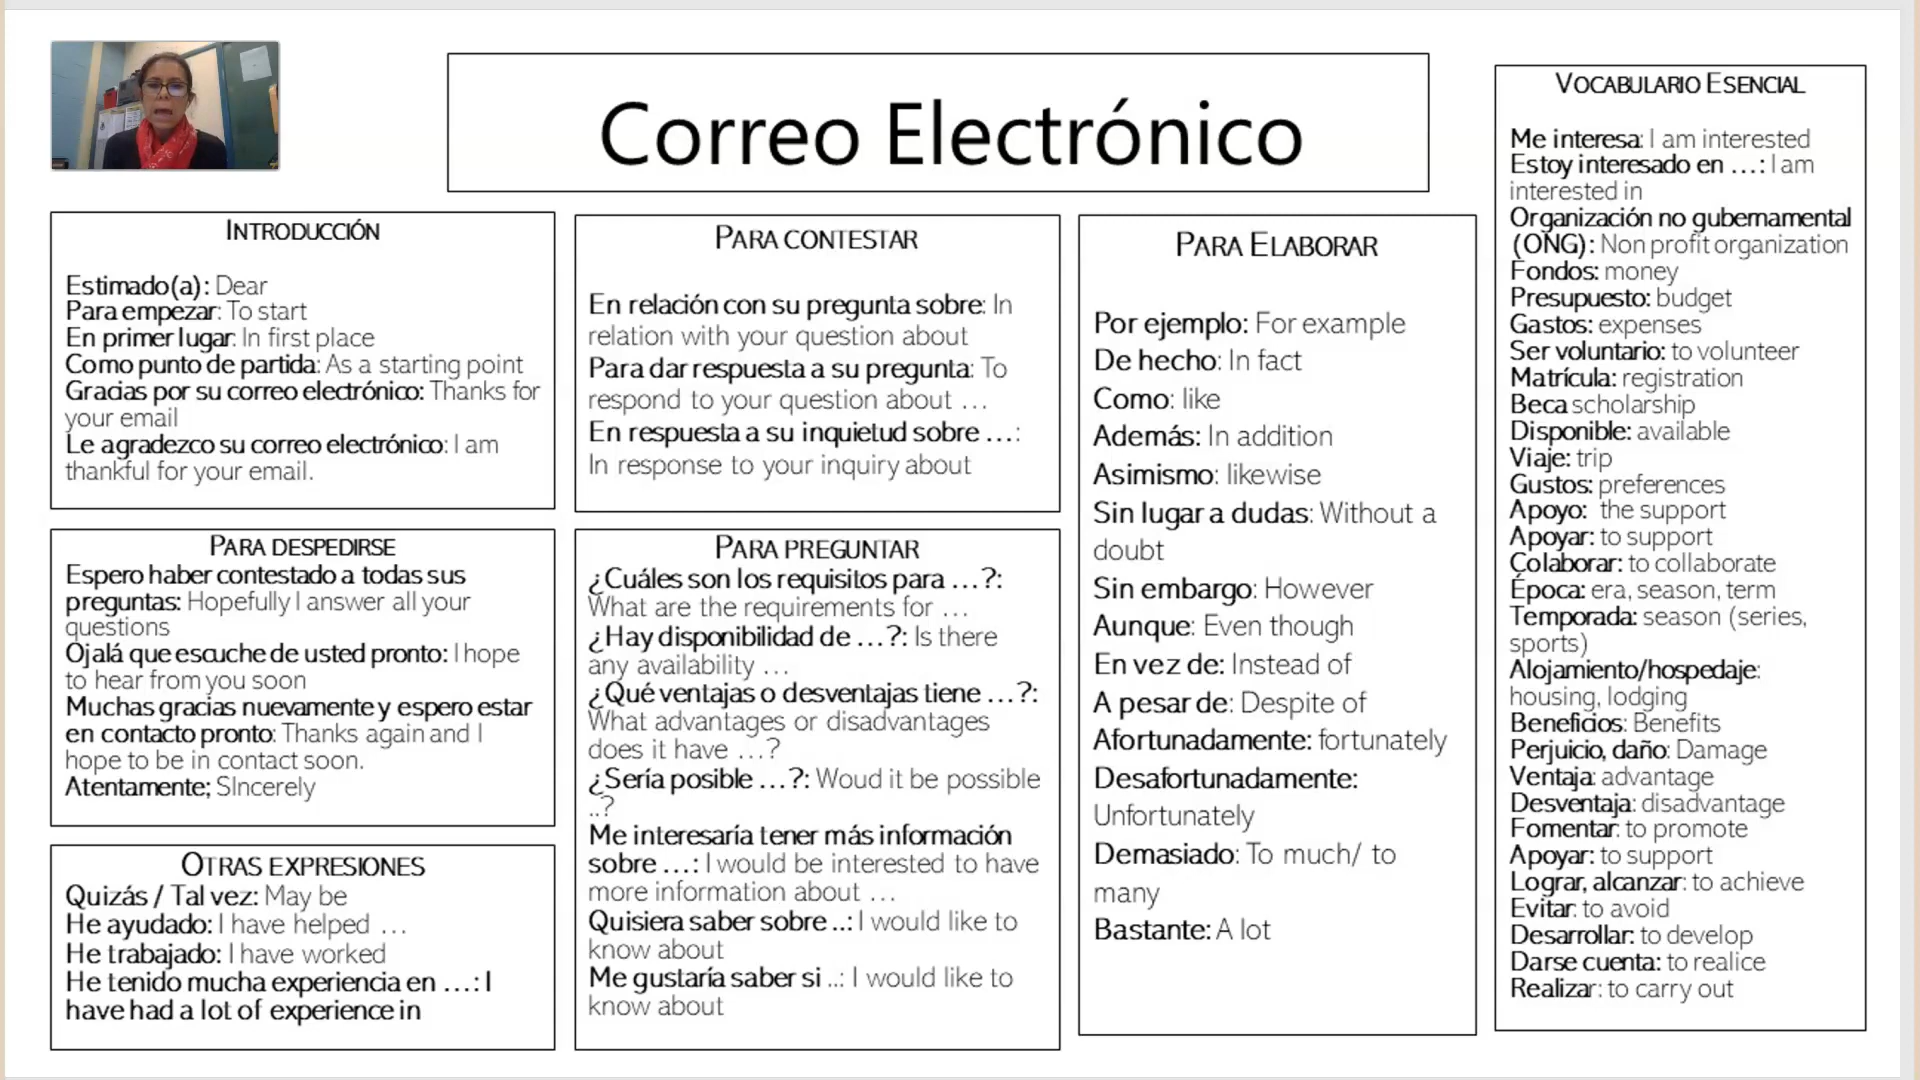 Correo Electrónico
INTRODUCCIÓN
Estimado(a): Dear
Para empezar: To start
En primer lugar: In first place
Como punto de partida: As a starting point
Gracias por su correo electrónico: Thanks for
your email
Le agradezco su correo electrónico: I am
thankful for your email.
PARA DESPEDIRSE
Espero haber contestado a todas sus
preguntas: Hopefully I answer all your
questions
Ojalá que escuche de usted pronto: I hope
to hear from you soon
Muchas gracias nuevamente y espero estar
en contacto pronto: Thanks again and I
hope to be in contact soon.
Atentamente; SIncerely
OTRAS EXPRESIONES
Quizás / Tal vez: May be
He ayudado: I have helped …
He trabajado: I have worked
He tenido mucha experiencia en …: I
have had a lot of experience in
PARA CONTESTAR
En relación con su pregunta sobre: In
relation with your question about
Para dar respuesta a su pregunta: To
respond to your question about …
En respuesta a su inquietud sobre …:
In response to your inquiry about
PARA PREGUNTAR
¿Cuáles son los requisitos para …?:
What are the requirements for …
¿Hay disponibilidad de …?: Is there
any availability …
¿Qué ventajas o desventajas tiene …?:
What advantages or disadvantages
does it have …?
¿Sería posible …?: Woud it be possible
..?
Me interesaría tener más información
sobre …: I would be interested to have
more information about …
Quisiera saber sobre ..: I would like to
know about
Me gustaría saber si ..: I would like to
know about
PARA ELABORAR
Por ejemplo: For example
De hecho: In fact
Como: like
Además: In addition
Asimismo: likewise
Sin lugar a dudas: Without a
doubt
Sin embargo: However
Aunque: Even though
En vez de: Instead of
A pesar de: Despite of
Afortunadamente: fortunately
Desafortunadamente:
Unfortunately
Demasiado: To much/ to
many
Bastante: A lot
VOCABULARIO ESENCIAL
Me interesa: I am interested
Estoy interesado en …: I am
interested in
Organización no gubernamental
(ONG): Non profit organization
Fondos: money
Presupuesto: budget
Gastos: expenses
Ser voluntario: to volunteer
Matrícula: registration
Beca scholarship
Disponible: available
Viaje: trip
Gustos: preferences
Apoyo: the support
Apoyar: to support
Colaborar: to collaborate
Época: era, season, term
Temporada: season (series,
sports)
Alojamiento/hospedaje:
housing, lodging
Beneficios: Benefits
Perjuicio, daño: Damage
Ventaja: advantage
Desventaja: disadvantage
Fomentar: to promote
Apoyar: to support
Lograr, alcanzar: to achieve
Evitar: to avoid
Desarrollar: to develop
Darse cuenta: to realice
Realizar: to carry out